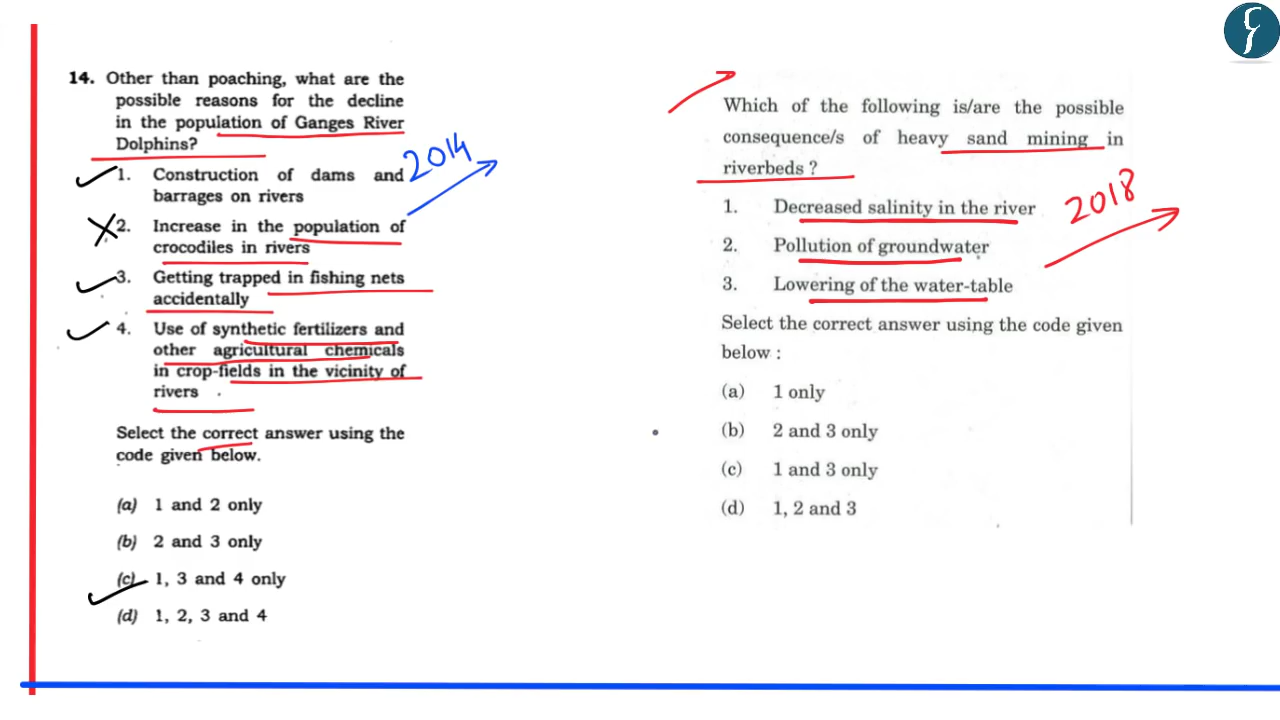 14. Other than poaching, what are the
possible reasons for the decline
in the population of Ganges River
Dolphins?
1. Construction of dams and
barrages on rivers
2. Increase in the population of
crocodiles in rivers
3. Getting trapped in fishing nets
accidentally
4. Use of synthetic fertilizers and
other agricultural chemicals
in crop-fields in the vicinity of
rivers
Select the correct answer using the
code given below.
(a) 1 and 2 only
(b) 2 and 3 only
(c) 1, 3 and 4 only
(d) 1, 2, 3 and 4
2014
Which of the following is/are the possible
consequence/s of heavy sand mining in
riverbeds ?
1. Decreased salinity in the river
2. Pollution of groundwater
3. Lowering of the water-table
Select the correct answer using the code given
below :
(a) 1 only
(b) 2 and 3 only
(c) 1 and 3 only
(d) 1, 2 and 3
2018